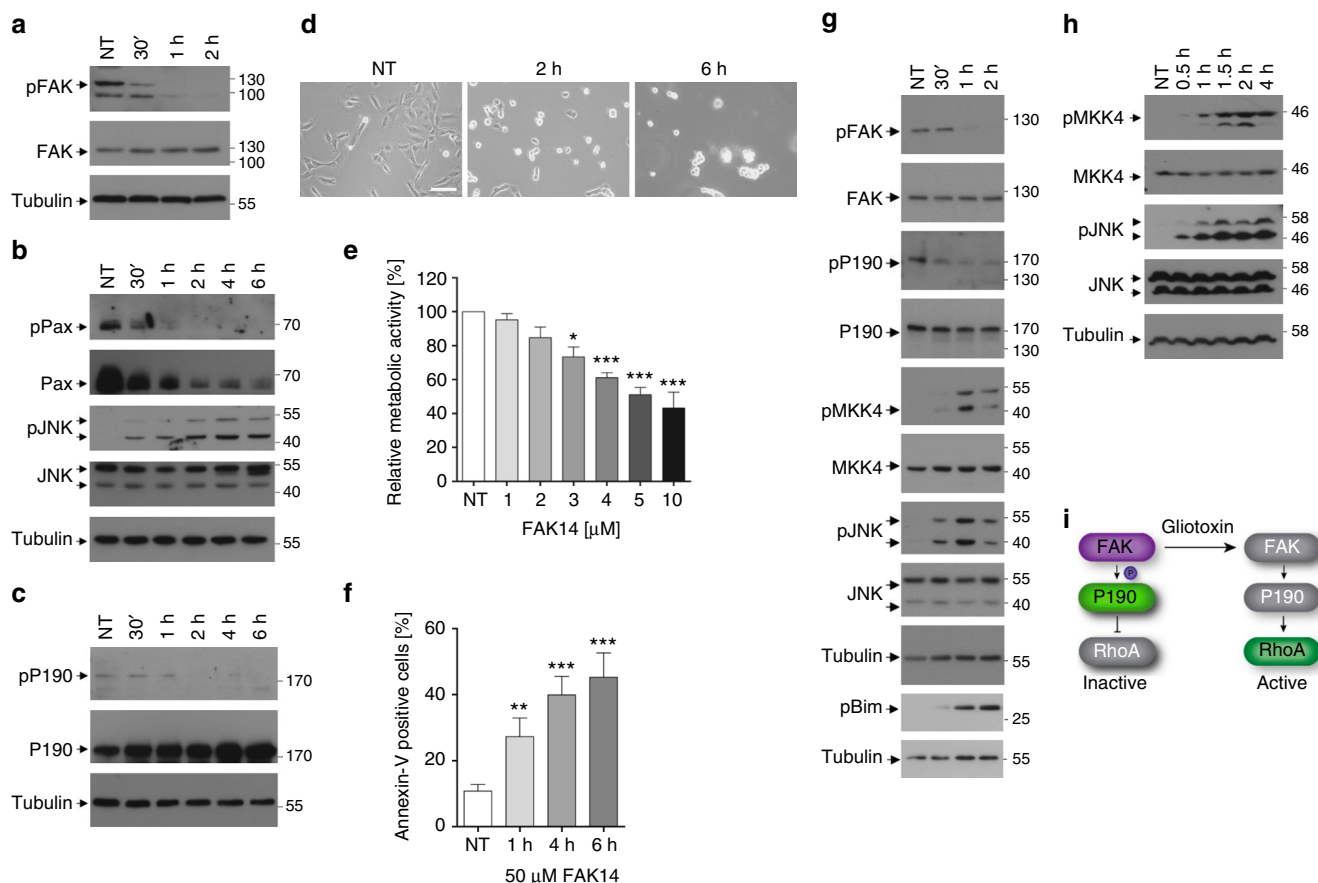 a
NT 30′ 1 h 2 h
pFAK 130
100
FAK 130
100
Tubulin 55
b
NT 30′ 1 h 2 h 4 h 6 h
pPax 70
Pax 70
pJNK 55
40
JNK 55
40
Tubulin 55
c
NT 30′ 1 h 2 h 4 h 6 h
pP190 170
P190 170
Tubulin 55
d
NT 2 h 6 h
e
Relative metabolic activity [%]
120
100
80
60
40
20
0
* *** *** ***
NT 1 2 3 4 5 10
FAK14 [µM]
f
Annexin-V positive cells [%]
60
40
20
0
** *** ***
NT 1 h 4 h 6 h
50 µM FAK14
g
NT 30′ 1 h 2 h
pFAK 130
FAK 130
pP190 170
130
P190 170
130
pMKK4 55
40
MKK4 55
40
pJNK 55
40
JNK 55
40
Tubulin 55
pBim 25
Tubulin 55
h
NT 0.5 h 1 h 1.5 h 2 h 4 h
pMKK4 46
MKK4 46
pJNK 58
46
JNK 58
46
Tubulin 58
i
Gliotoxin
FAK FAK
P
P190 P190
RhoA RhoA
Inactive Active